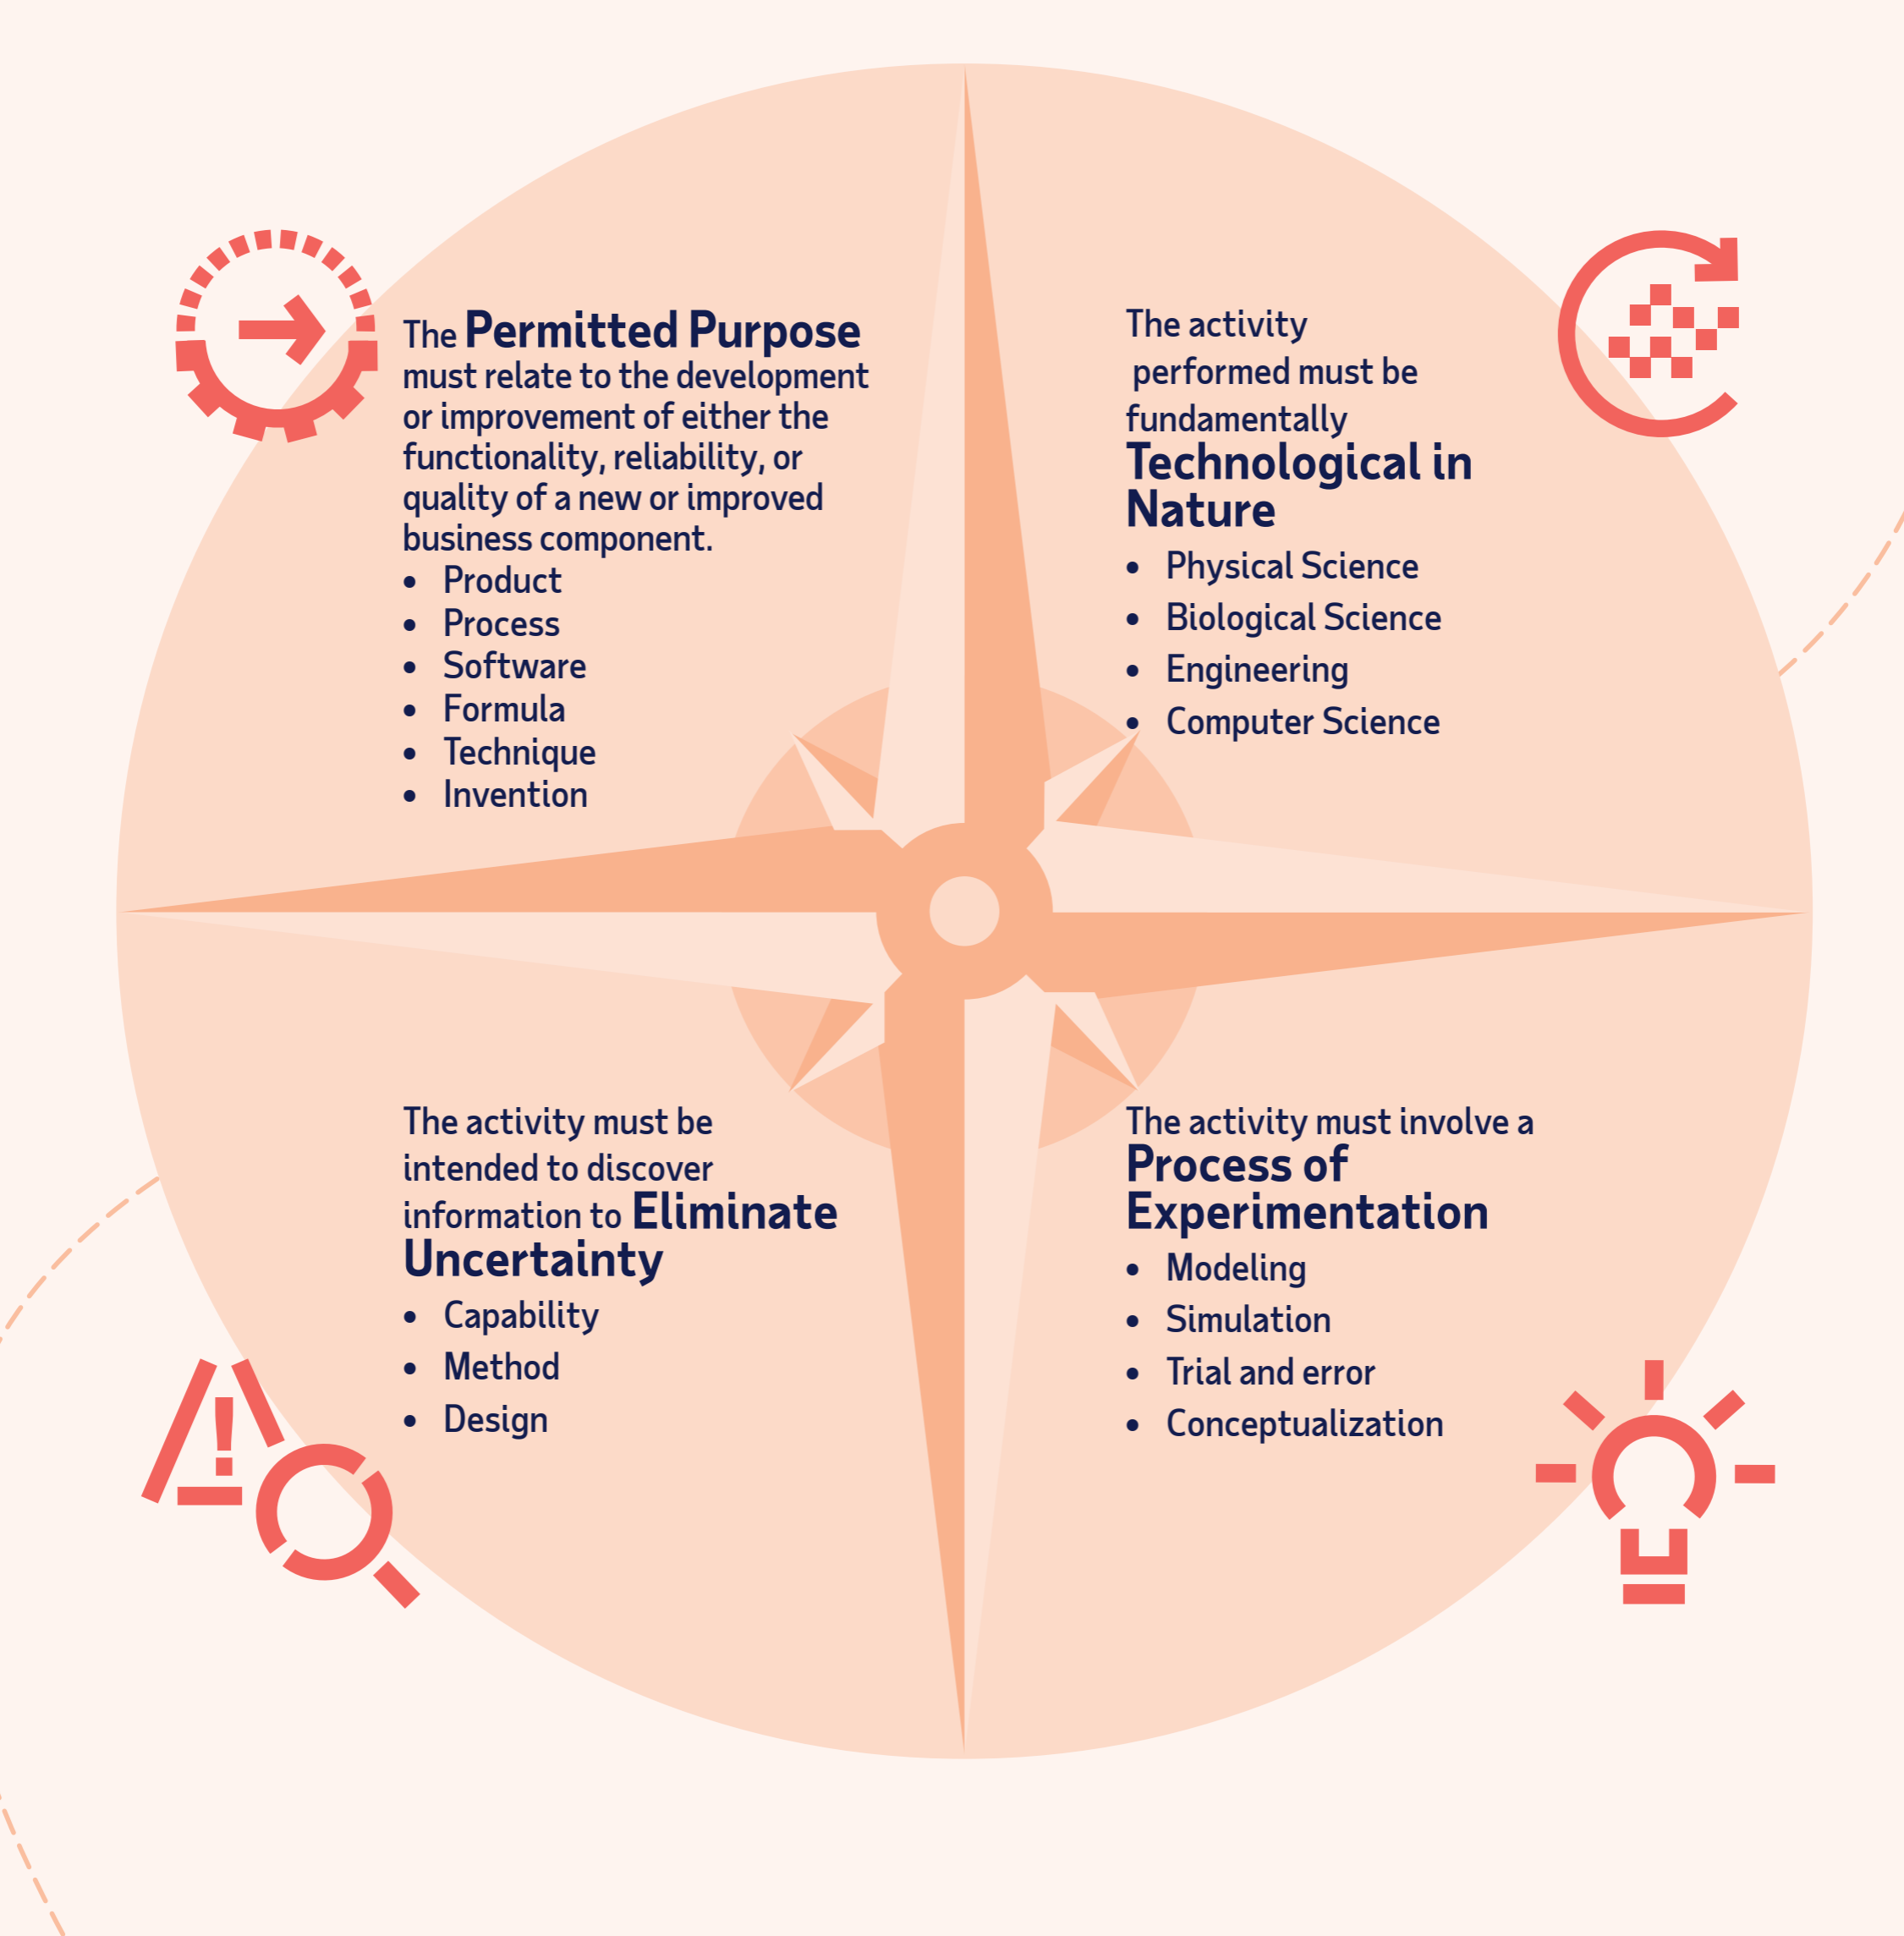 The Permitted Purpose
must relate to the development
or improvement of either the
functionality, reliability, or
quality of a new or improved
business component.
• Product
• Process
• Software
• Formula
• Technique
• Invention
The activity
performed must be
fundamentally
Technological in
Nature
• Physical Science
• Biological Science
• Engineering
• Computer Science
The activity must be
intended to discover
information to Eliminate
Uncertainty
• Capability
• Method
• Design
The activity must involve a
Process of
Experimentation
• Modeling
• Simulation
• Trial and error
• Conceptualization